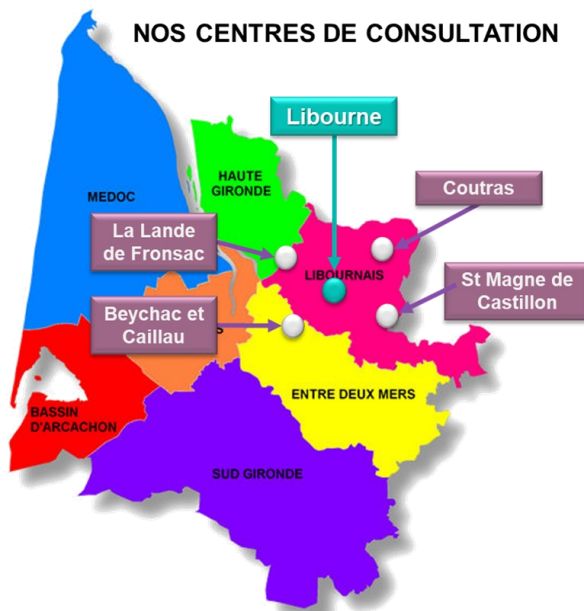 NOS CENTRES DE CONSULTATION
Libourne
HAUTE
GIRONDE
Coutras
MEDOC
La Lande
de Fronsac
LIBOURNAIS
St Magne de
Castillon
Beychac et
Caillau
ENTRE DEUX MERS
BASSIN
D'ARCACHON
SUD GIRONDE